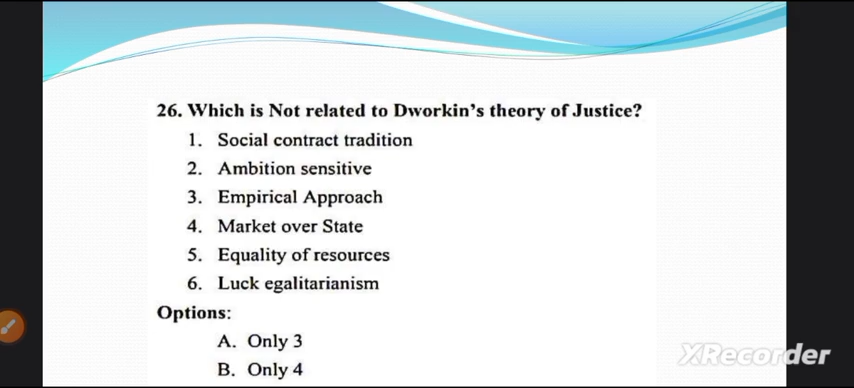 26. Which is Not related to Dworkin's theory of Justice?
1. Social contract tradition
2. Ambition sensitive
3. Empirical Approach
4. Market over State
5. Equality of resources
6. Luck egalitarianism
Options:
A. Only 3
B. Only 4
XRecorder